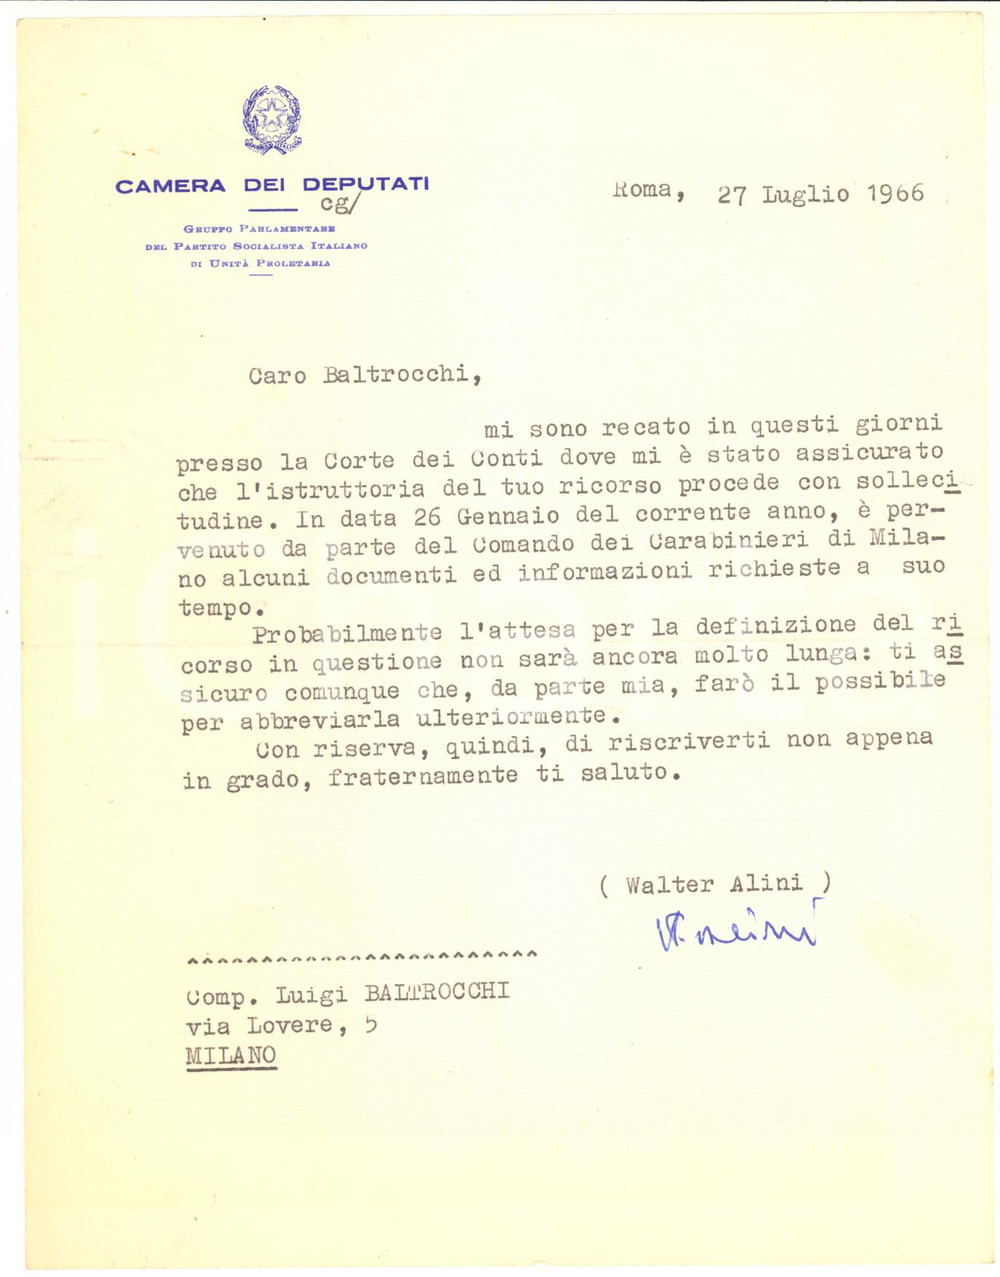 CAMERA DEI DEPUTATI
cg/
Gruppo Parlamentare
del Partito Socialista Italiano
di Unità Proletaria
Roma, 27 Luglio 1966
Caro Baltrocchi,
mi sono recato in questi giorni
presso la Corte dei Conti dove mi è stato assicurato
che l'istruttoria del tuo ricorso procede con solleci
tudine. In data 26 Gennaio del corrente anno, è per-
venuto da parte del Comando dei Carabinieri di Mila-
no alcuni documenti ed informazioni richieste a suo
tempo.
Probabilmente l'attesa per la definizione del ri
corso in questione non sarà ancora molto lunga: ti as
sicuro comunque che, da parte mia, farò il possibile
per abbreviarla ulteriormente.
Con riserva, quindi, di riscriverti non appena
in grado, fraternamente ti saluto.
( Walter Alini )
Comp. Luigi BALTROCCHI
via Lovere, 5
MILANO